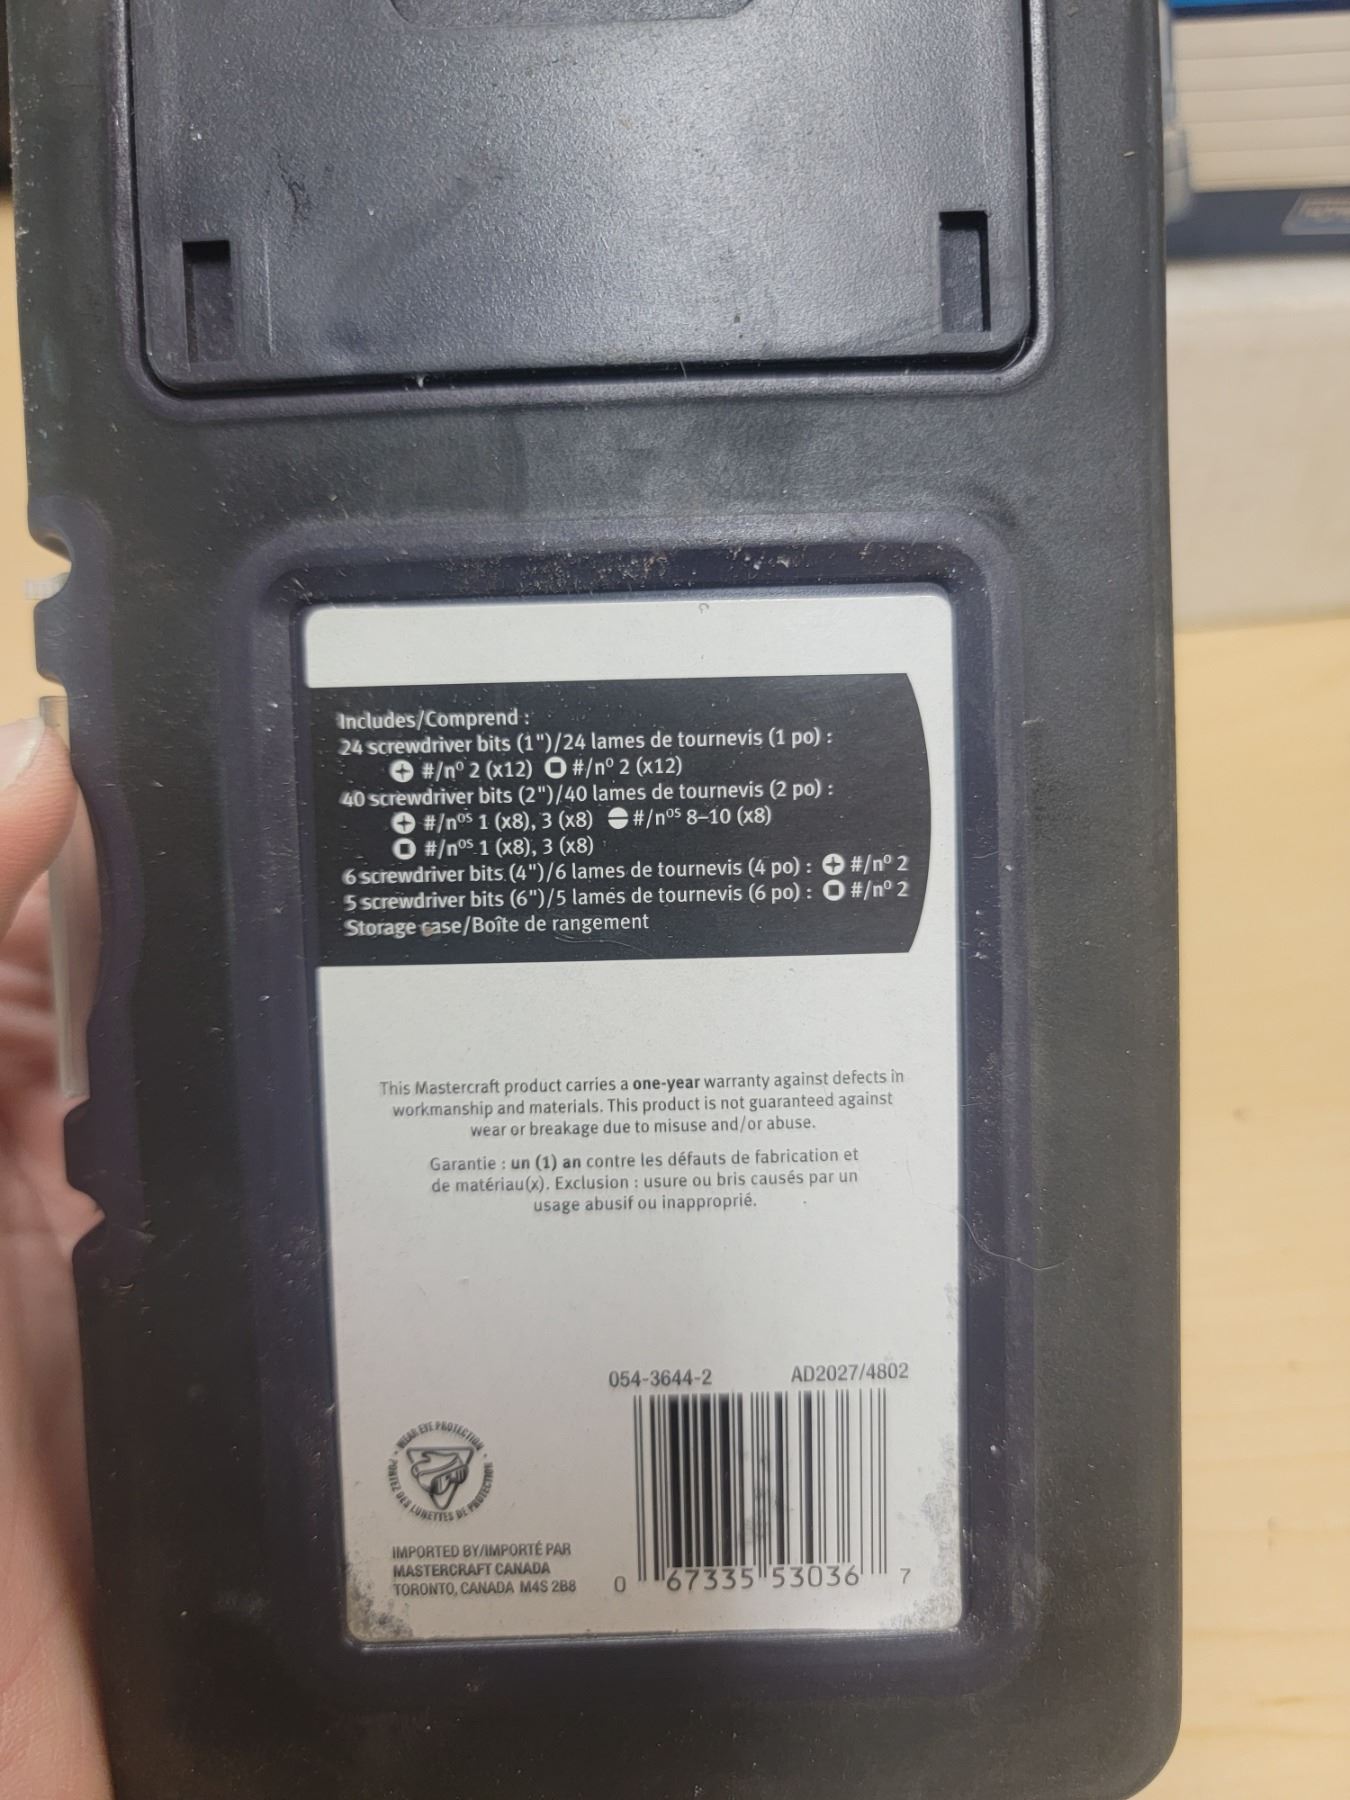 Includes/Comprend :
24 screwdriver bits (1")/24 lames de tournevis (1 po) :
#/nº 2 (x12) #/nº 2 (x12)
40 screwdriver bits (2")/40 lames de tournevis (2 po) :
#/nos 1 (x8), 3 (x8) #/nos 8–10 (x8)
#/nos 1 (x8), 3 (x8)
6 screwdriver bits (4")/6 lames de tournevis (4 po) : #/nº 2
5 screwdriver bits (6")/5 lames de tournevis (6 po) : #/nº 2
Storage case/Boîte de rangement
This Mastercraft product carries a one-year warranty against defects in
workmanship and materials. This product is not guaranteed against
wear or breakage due to misuse and/or abuse.
Garantie : un (1) an contre les défauts de fabrication et
de matériau(x). Exclusion : usure ou bris causés par un
usage abusif ou inapproprié.
054-3644-2 AD2027/4802
WEAR EYE PROTECTION
PORTEZ DES LUNETTES DE PROTECTION
IMPORTED BY/IMPORTÉ PAR
MASTERCRAFT CANADA
TORONTO, CANADA M4S 2B8
0 67335 53036 7